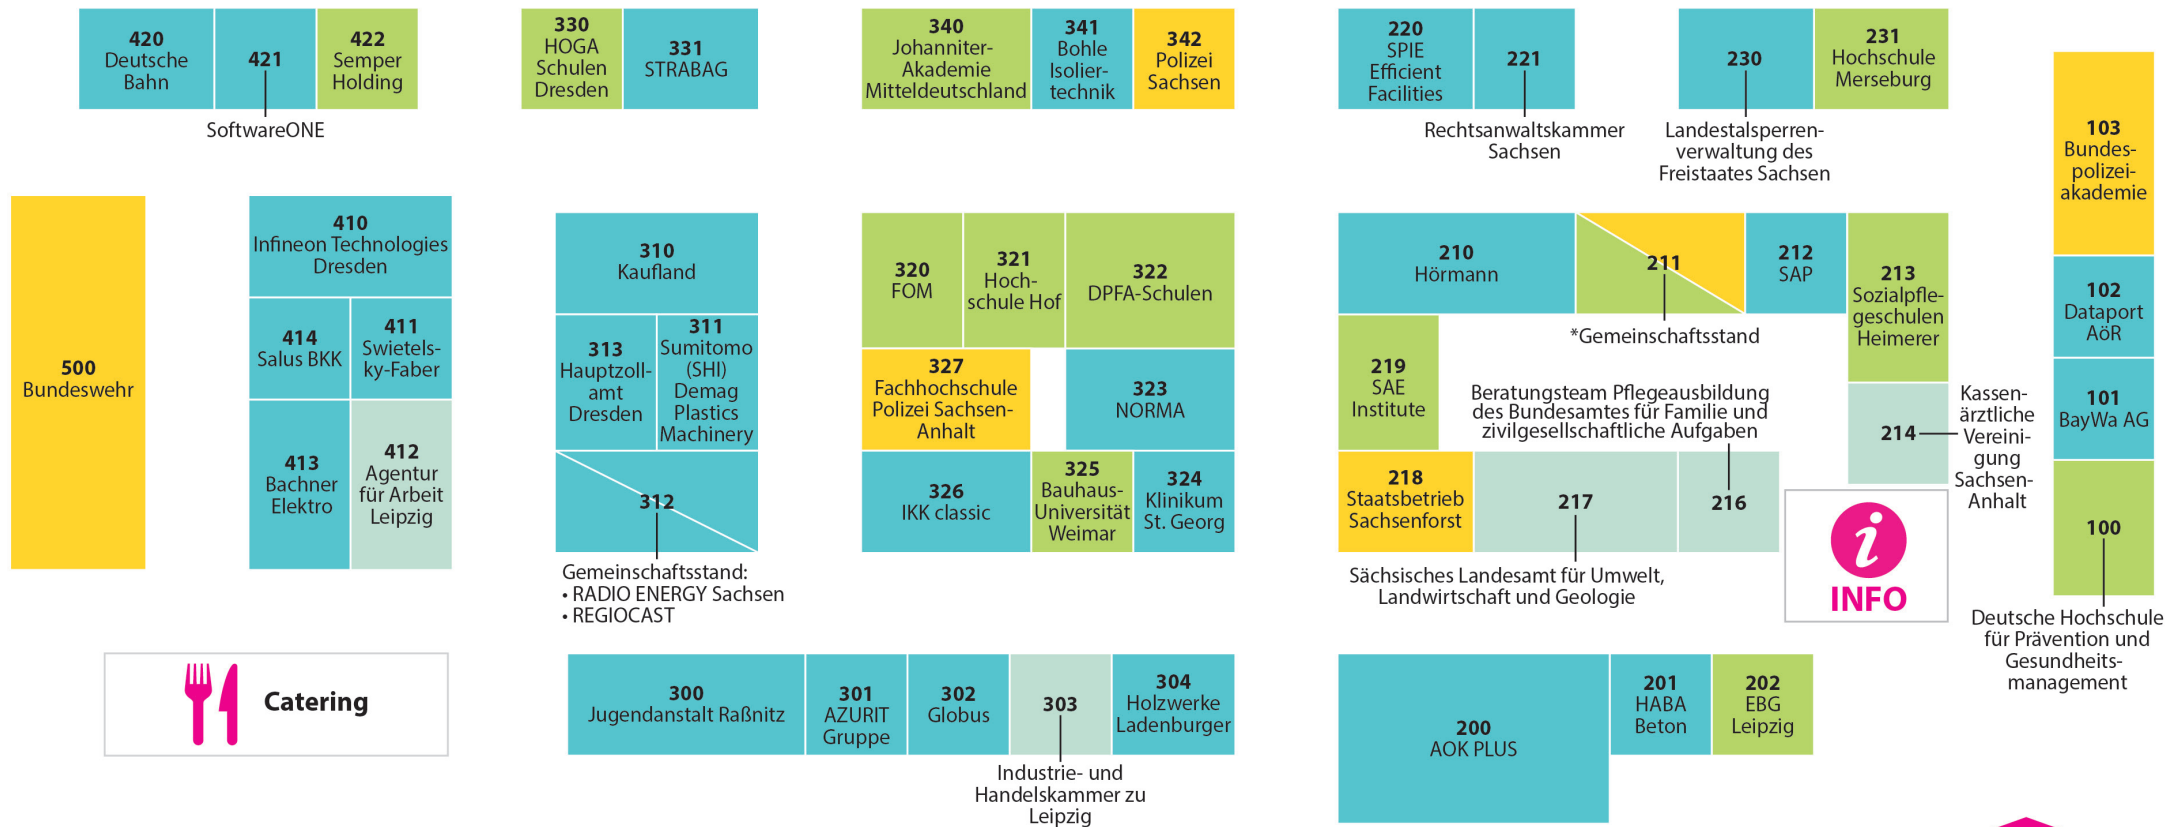 420
Deutsche
Bahn
421
SoftwareONE
422
Semper
Holding
330
HOGA
Schulen
Dresden
331
STRABAG
340
Johanniter-
Akademie
Mitteldeutschland
341
Bohle
Isolier-
technik
342
Polizei
Sachsen
220
SPIE
Efficient
Facilities
221
Rechtsanwaltskammer
Sachsen
230
Landestalsperren-
verwaltung des
Freistaates Sachsen
231
Hochschule
Merseburg
103
Bundes-
polizei-
akademie
102
Dataport
AöR
101
BayWa AG
100
Deutsche Hochschule
für Prävention und
Gesundheits-
management
500
Bundeswehr
410
Infineon Technologies
Dresden
414
Salus BKK
411
Swietels-
ky-Faber
413
Bachner
Elektro
412
Agentur
für Arbeit
Leipzig
310
Kaufland
313
Hauptzoll-
amt
Dresden
311
Sumitomo
(SHI)
Demag
Plastics
Machinery
312
Gemeinschaftsstand:
• RADIO ENERGY Sachsen
• REGIOCAST
320
FOM
321
Hoch-
schule Hof
322
DPFA-Schulen
327
Fachhochschule
Polizei Sachsen-
Anhalt
323
NORMA
326
IKK classic
325
Bauhaus-
Universität
Weimar
324
Klinikum
St. Georg
210
Hörmann
211
*Gemeinschaftsstand
212
SAP
213
Sozialpfle-
geschulen
Heimerer
219
SAE
Institute
Beratungsteam Pflegeausbildung
des Bundesamtes für Familie und
zivilgesellschaftliche Aufgaben
214
Kassen-
ärztliche
Vereini-
gung
Sachsen-
Anhalt
218
Staatsbetrieb
Sachsenforst
217
216
Sächsisches Landesamt für Umwelt,
Landwirtschaft und Geologie
i
INFO
Catering
300
Jugendanstalt Raßnitz
301
AZURIT
Gruppe
302
Globus
303
Industrie- und
Handelskammer zu
Leipzig
304
Holzwerke
Ladenburger
200
AOK PLUS
201
HABA
Beton
202
EBG
Leipzig